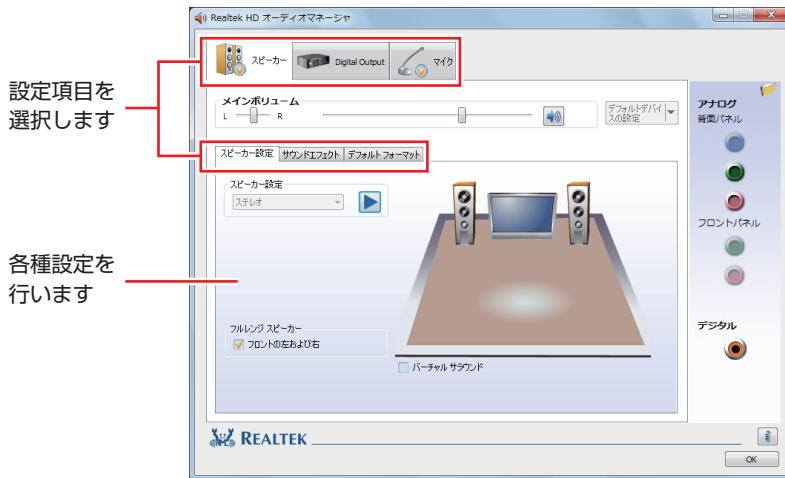 Realtek HD オーディオマネージャ
スピーカー
Digital Output
マイク
設定項目を
選択します
メインボリューム
L
R
デフォルトデバイ
スの設定
アナログ
背面パネル
スピーカー設定
サウンドエフェクト
デフォルト フォーマット
スピーカー設定
ステレオ
フロントパネル
各種設定を
行います
フルレンジ スピーカー
フロントの左および右
バーチャル サラウンド
デジタル
REALTEK
OK